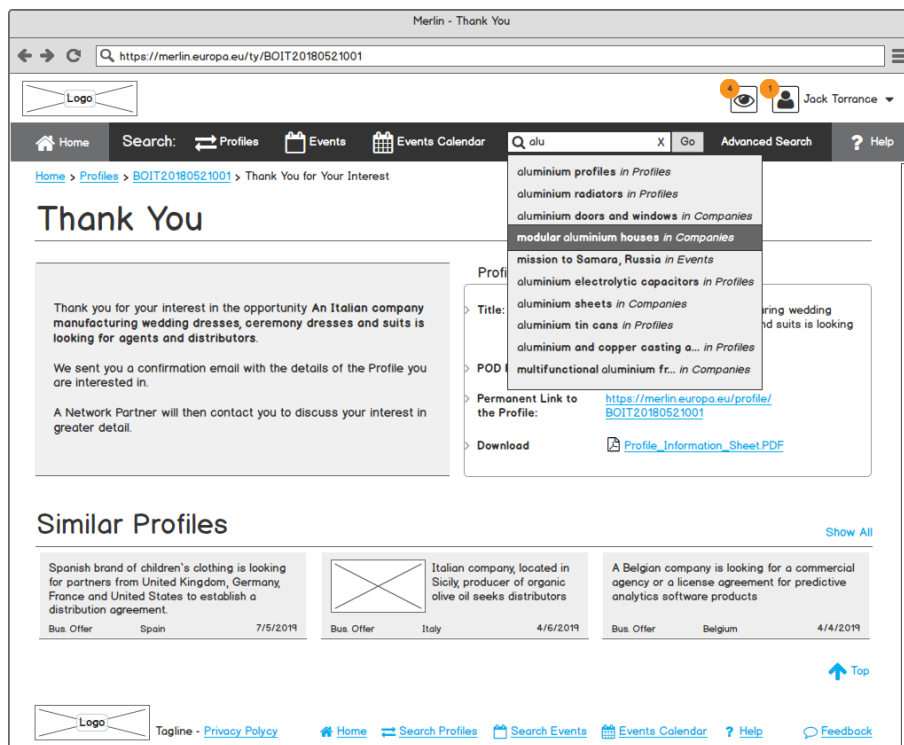 Merlin - Thank You
https://merlin.europa.eu/ty/BOIT20180521001
Logo
4
1
Jack Torrance
Home
Search:
Profiles
Events
Events Calendar
alu
X
Go
Advanced Search
? Help
Home > Profiles > BOIT20180521001 > Thank You for Your Interest
aluminium profiles in Profiles
aluminium radiators in Profiles
aluminium doors and windows in Companies
modular aluminium houses in Companies
mission to Samara, Russia in Events
aluminium electrolytic capacitors in Profiles
aluminium sheets in Companies
aluminium tin cans in Profiles
aluminium and copper casting a... in Profiles
multifunctional aluminium fr... in Companies
Thank You
Thank you for your interest in the opportunity An Italian company
manufacturing wedding dresses, ceremony dresses and suits is
looking for agents and distributors.
We sent you a confirmation email with the details of the Profile you
are interested in.
A Network Partner will then contact you to discuss your interest in
greater detail.
Title:
wedding
suits is looking
POD
Permanent Link to
the Profile:
https://merlin.europa.eu/profile/
BOIT20180521001
Download
Profile_Information_Sheet.PDF
Similar Profiles
Show All
Spanish brand of children`s clothing is looking
for partners from United Kingdom, Germany,
France and United States to establish a
distribution agreement.
Bus. Offer Spain 7/5/2019
Italian company, located in
Sicily, producer of organic
olive oil seeks distributors
Bus. Offer Italy 4/6/2019
A Belgian company is looking for a commercial
agency or a license agreement for predictive
analytics software products
Bus. Offer Belgium 4/4/2019
Top
Logo
Tagline - Privacy Polycy
Home
Search Profiles
Search Events
Events Calendar
? Help
Feedback